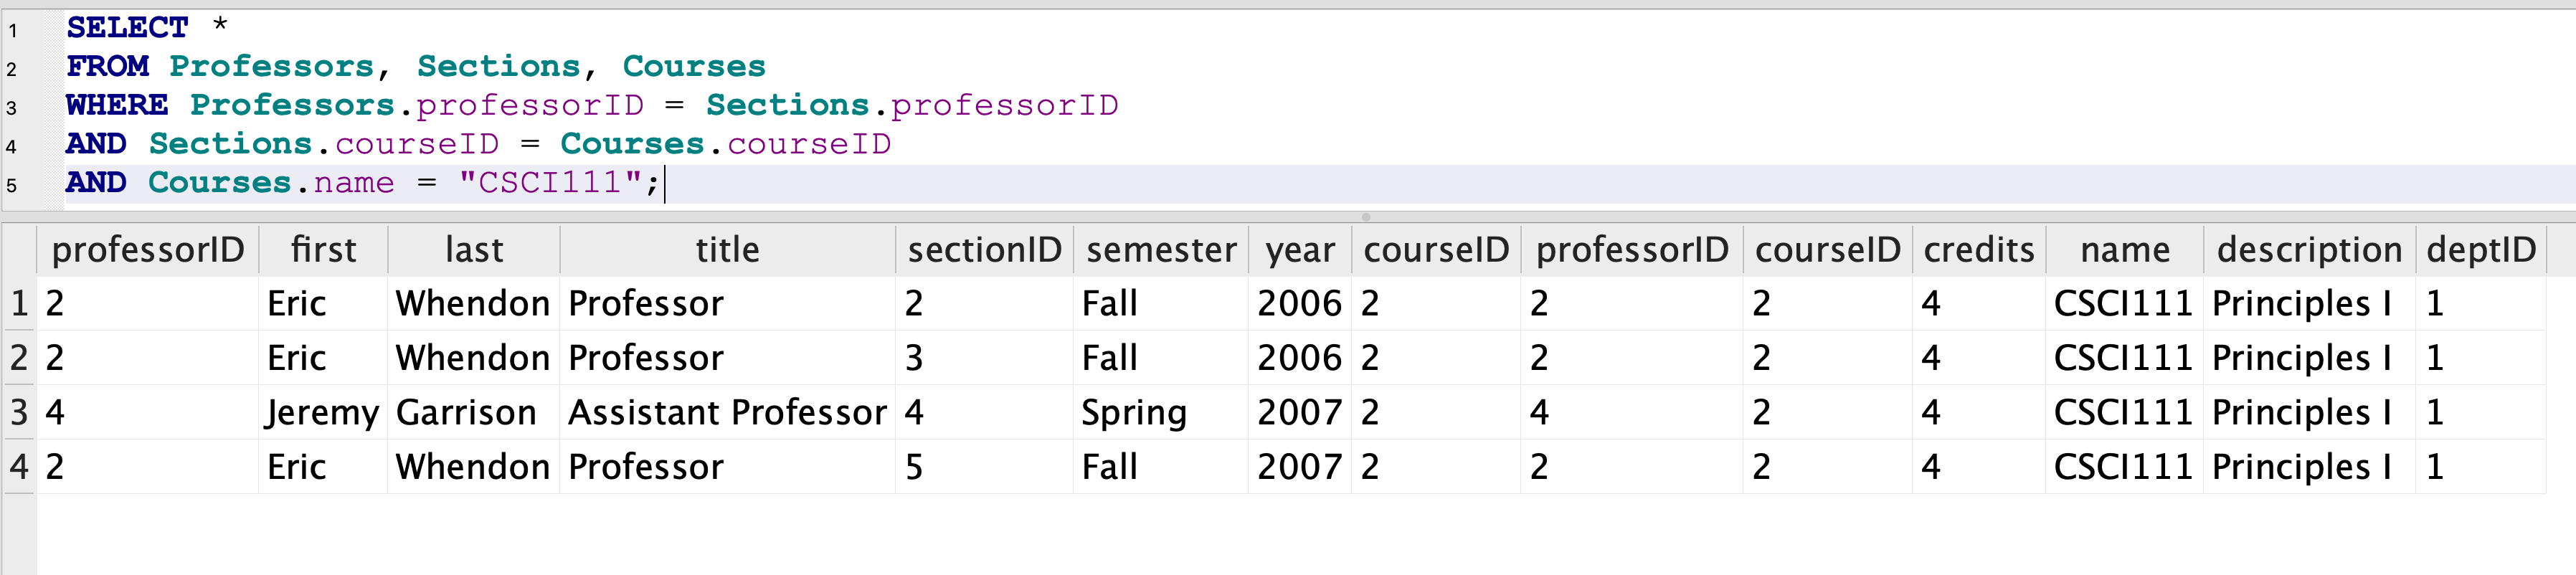 1 SELECT *
2 FROM Professors, Sections, Courses
3 WHERE Professors.professorID = Sections.professorID
4 AND Sections.courseID = Courses.courseID
5 AND Courses.name = "CSCI111";
professorID first last title sectionID semester year courseID professorID courseID credits name description deptID
1 2 Eric Whendon Professor 2 Fall 2006 2 2 2 4 CSCI111 Principles I 1
2 2 Eric Whendon Professor 3 Fall 2006 2 2 2 4 CSCI111 Principles I 1
3 4 Jeremy Garrison Assistant Professor 4 Spring 2007 2 4 2 4 CSCI111 Principles I 1
4 2 Eric Whendon Professor 5 Fall 2007 2 2 2 4 CSCI111 Principles I 1